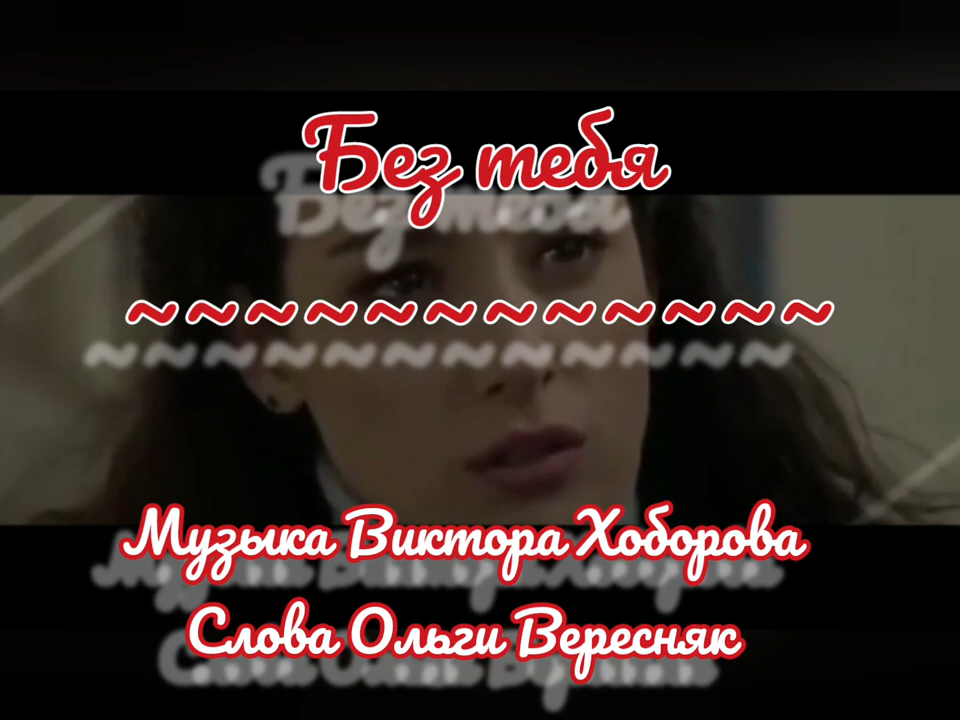 Без тебя
~~~~~~~~~~~~
Музыка Виктора Хоборова
Слова Ольги Вересняк